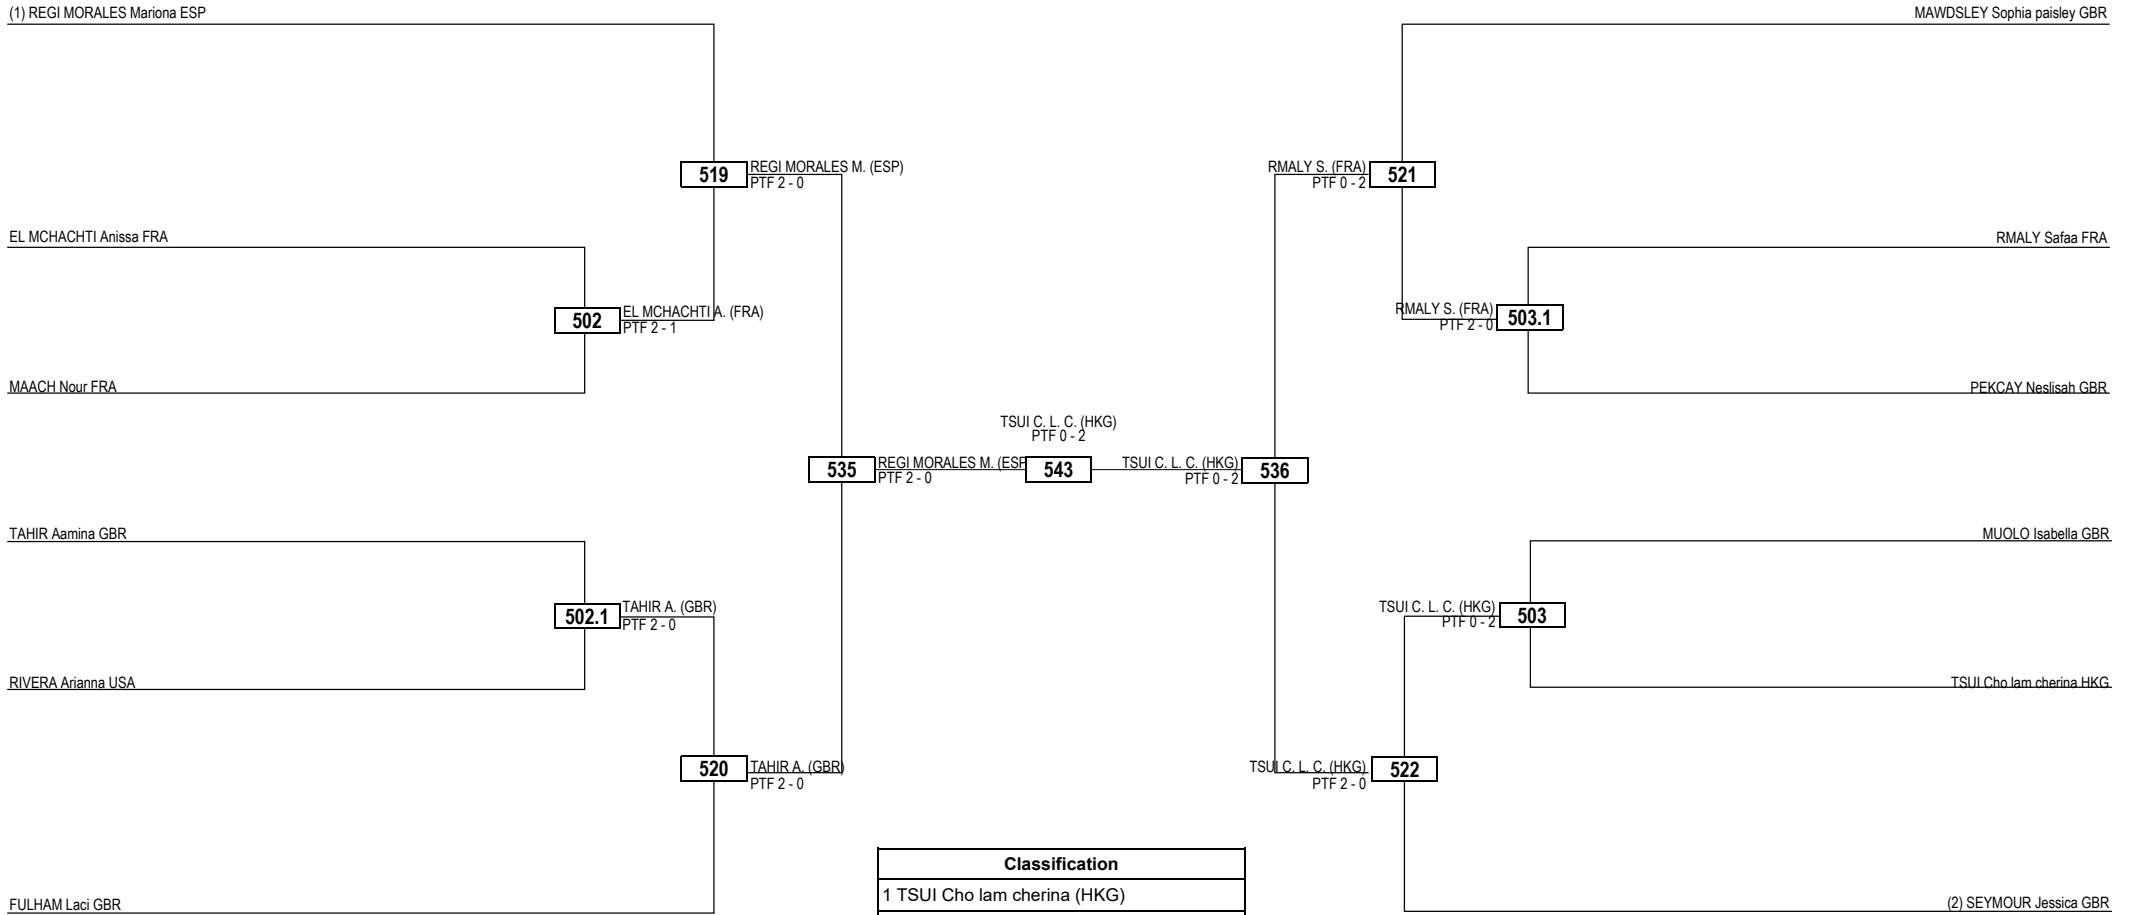 (1) REGI MORALES Mariona ESP
MAWDSLEY Sophia paisley GBR
519
REGI MORALES M. (ESP)
PTF 2 - 0
RMALY S. (FRA)
PTF 0 - 2
521
EL MCHACHTI Anissa FRA
RMALY Safaa FRA
502
EL MCHACHTI A. (FRA)
PTF 2 - 1
RMALY S. (FRA)
PTF 2 - 0
503.1
MAACH Nour FRA
PEKCAY Neslisah GBR
TSUI C. L. C. (HKG)
PTF 0 - 2
535
REGI MORALES M. (ESP
PTF 2 - 0
543
TSUI C. L. C. (HKG)
PTF 0 - 2
536
TAHIR Aamina GBR
MUOLO Isabella GBR
502.1
TAHIR A. (GBR)
PTF 2 - 0
TSUI C. L. C. (HKG)
PTF 0 - 2
503
RIVERA Arianna USA
TSUI Cho lam cherina HKG
520
TAHIR A. (GBR)
PTF 2 - 0
TSUI C. L. C. (HKG)
PTF 2 - 0
522
Classification
1 TSUI Cho lam cherina (HKG)
FULHAM Laci GBR
(2) SEYMOUR Jessica GBR